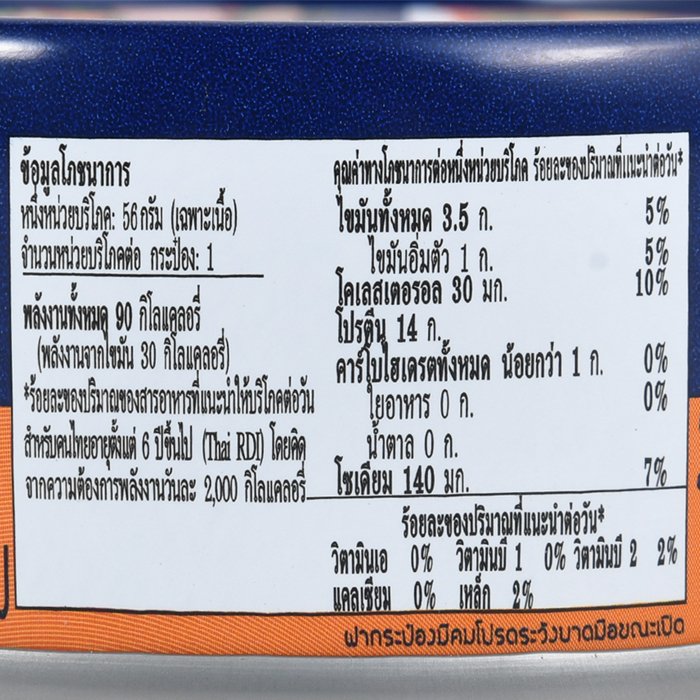 ข้อมูลโภชนาการ
หนึ่งหน่วยบริโภค: 56 กรัม (เฉพาะเนื้อ)
จำนวนหน่วยบริโภคต่อ กระป๋อง: 1
พลังงานทั้งหมด 90 กิโลแคลอรี่
(พลังงานจากไขมัน 30 กิโลแคลอรี่)
*ร้อยละของปริมาณของสารอาหารที่แนะนำให้บริโภคต่อวัน
สำหรับคนไทยอายุตั้งแต่ 6 ปีขึ้นไป (Thai RDI) โดยคิด
จากความต้องการพลังงานวันละ 2,000 กิโลแคลอรี่
คุณค่าทางโภชนาการต่อหนึ่งหน่วยบริโภค ร้อยละของปริมาณที่แนะนำต่อวัน*
ไขมันทั้งหมด 3.5 ก. 5%
ไขมันอิ่มตัว 1 ก. 5%
โคเลสเตอรอล 30 มก. 10%
โปรตีน 14 ก.
คาร์โบไฮเดรตทั้งหมด น้อยกว่า 1 ก. 0%
ใยอาหาร 0 ก. 0%
น้ำตาล 0 ก.
โซเดียม 140 มก. 7%
ร้อยละของปริมาณที่แนะนำต่อวัน*
วิตามินเอ 0% วิตามินบี 1 0% วิตามินบี 2 2%
แคลเซียม 0% เหล็ก 2%
ฝากระป๋องมีคมโปรดระวังบาดมือขณะเปิด